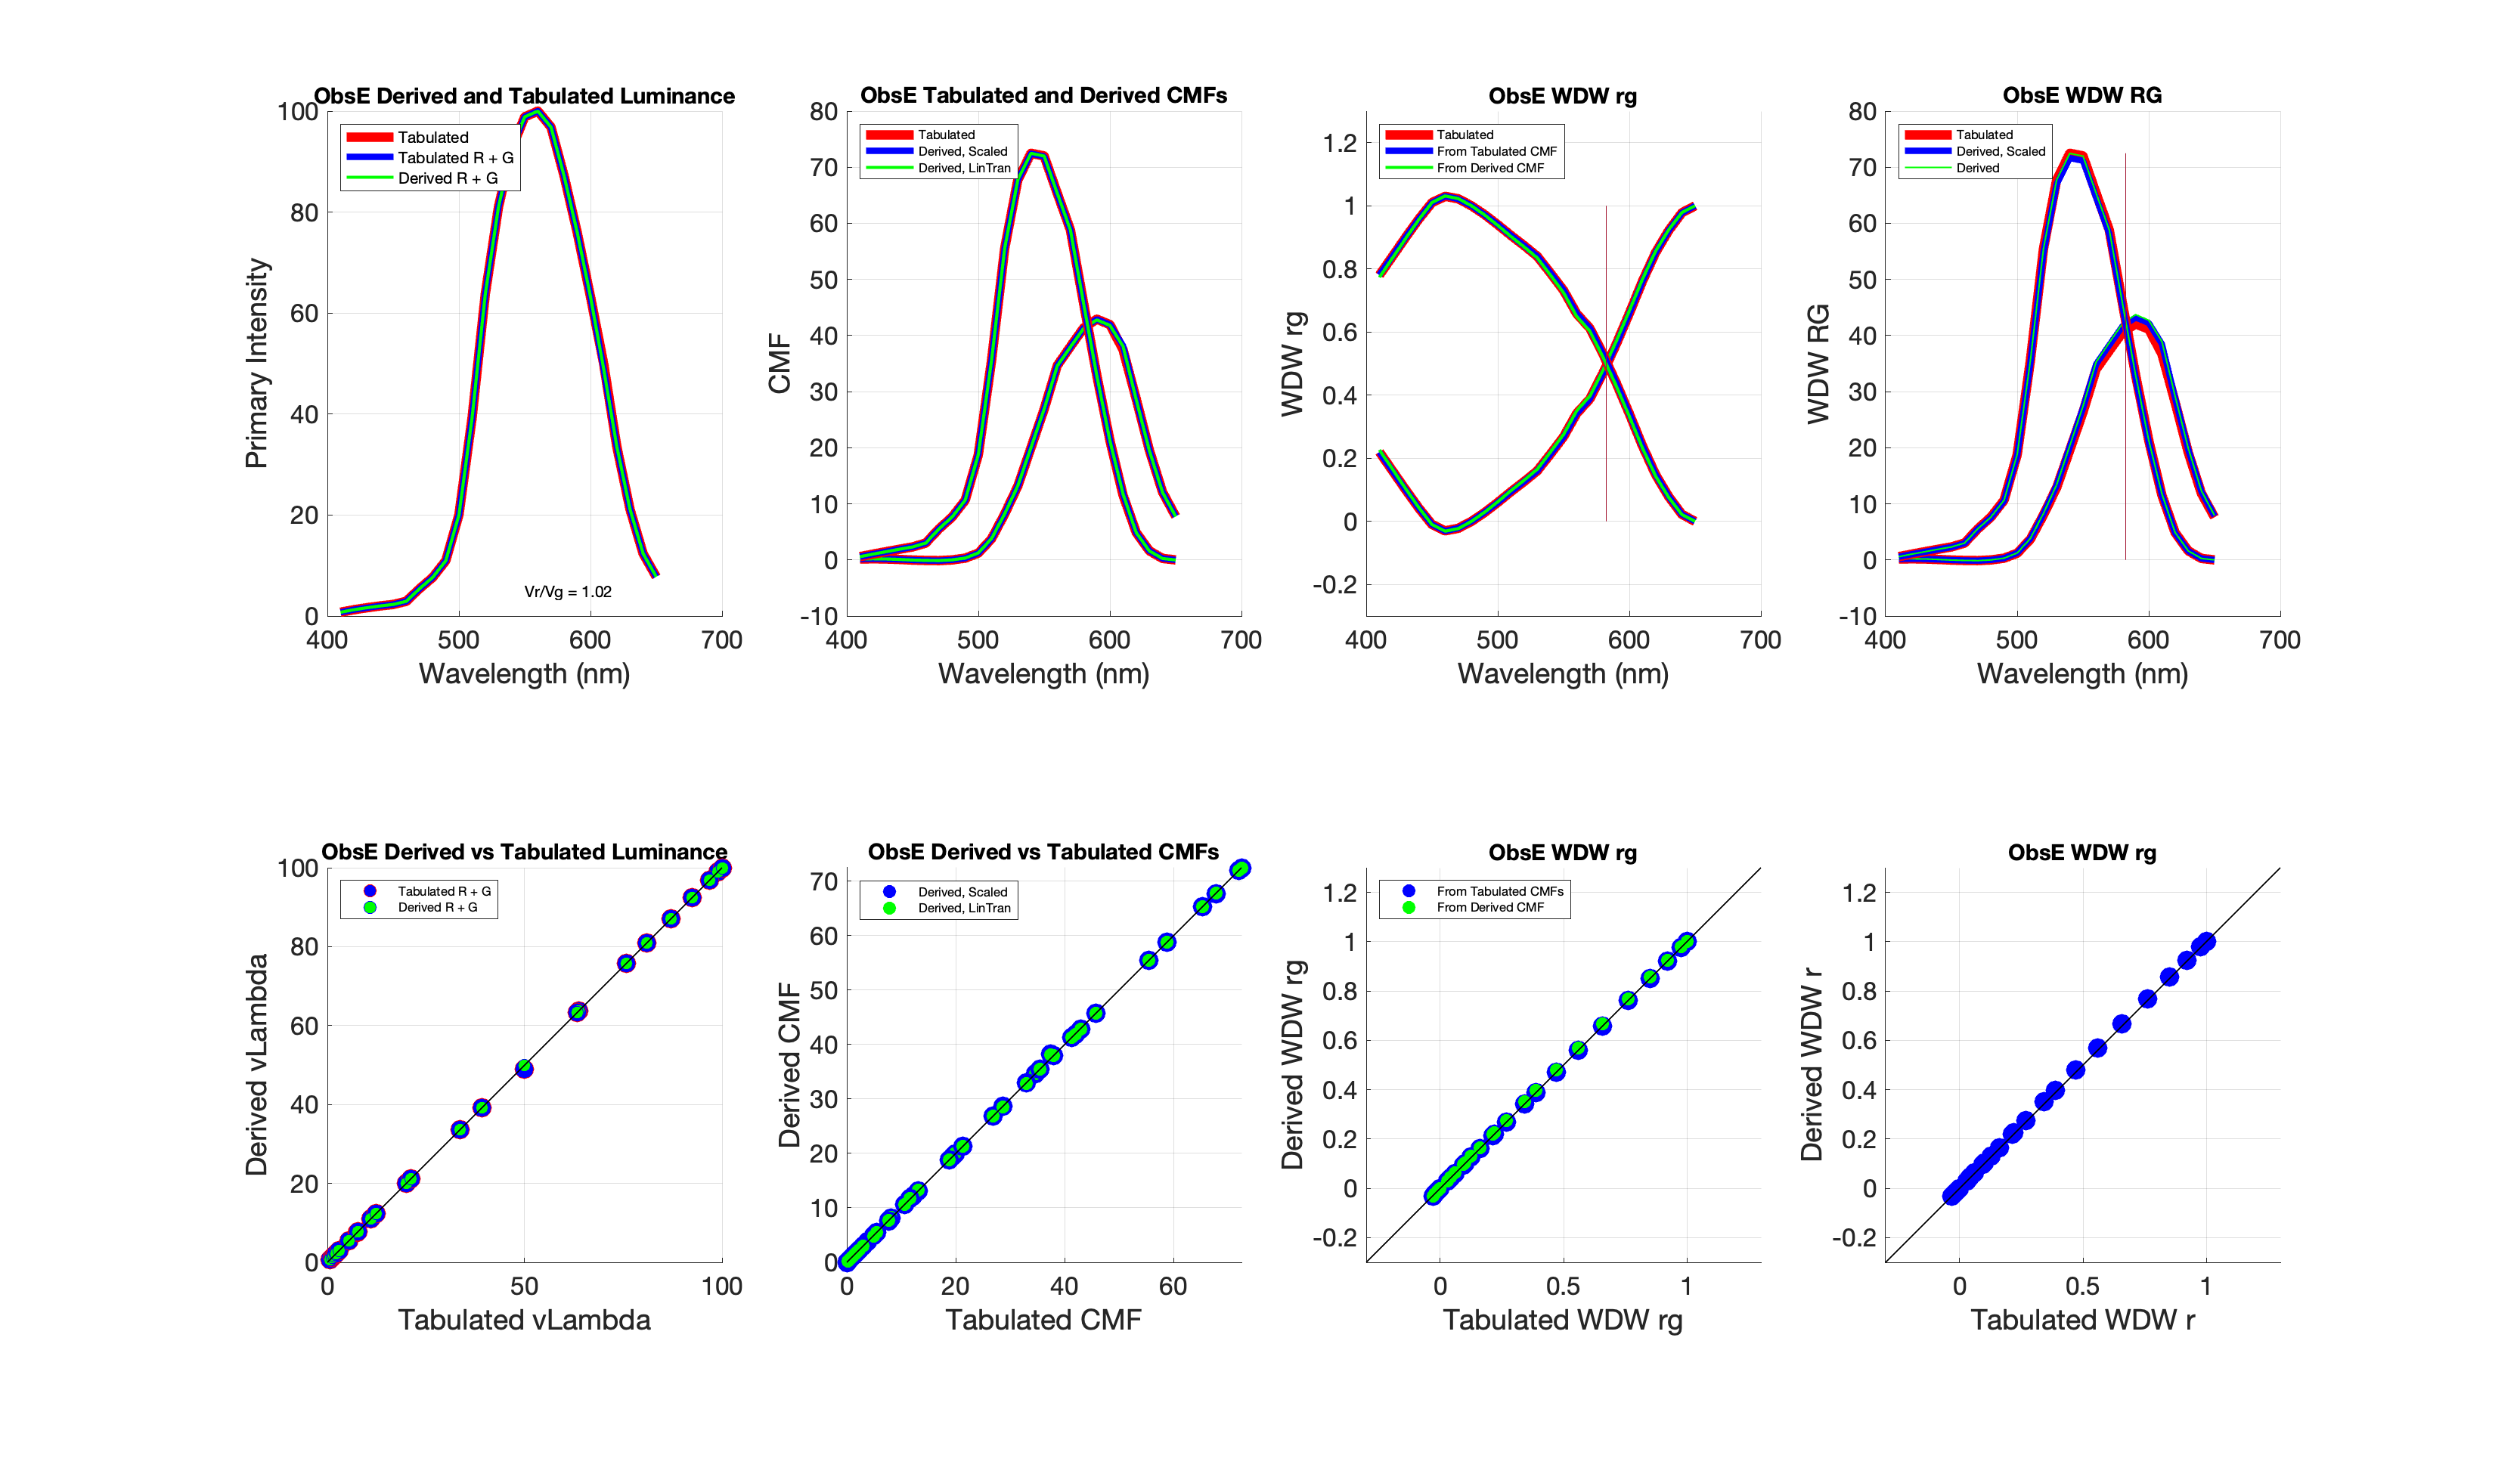 ObsE Derived and Tabulated Luminance
100
80
60
40
20
0
Primary Intensity
Tabulated
Tabulated R + G
Derived R + G
Vr/Vg = 1.02
400 500 600 700
Wavelength (nm)
ObsE Tabulated and Derived CMFs
80
70
60
50
40
30
20
10
0
-10
CMF
Tabulated
Derived, Scaled
Derived, LinTran
400 500 600 700
Wavelength (nm)
ObsE WDW rg
1.2
1
0.8
0.6
0.4
0.2
0
-0.2
WDW rg
Tabulated
From Tabulated CMF
From Derived CMF
400 500 600 700
Wavelength (nm)
ObsE WDW RG
80
70
60
50
40
30
20
10
0
-10
WDW RG
Tabulated
Derived, Scaled
Derived
400 500 600 700
Wavelength (nm)
ObsE Derived vs Tabulated Luminance
100
80
60
40
20
0
Derived vLambda
Tabulated R + G
Derived R + G
0 50 100
Tabulated vLambda
ObsE Derived vs Tabulated CMFs
70
60
50
40
30
20
10
0
Derived CMF
Derived, Scaled
Derived, LinTran
0 20 40 60
Tabulated CMF
ObsE WDW rg
1.2
1
0.8
0.6
0.4
0.2
0
-0.2
Derived WDW rg
From Tabulated CMFs
From Derived CMF
0 0.5 1
Tabulated WDW rg
ObsE WDW rg
1.2
1
0.8
0.6
0.4
0.2
0
-0.2
Derived WDW r
0 0.5 1
Tabulated WDW r